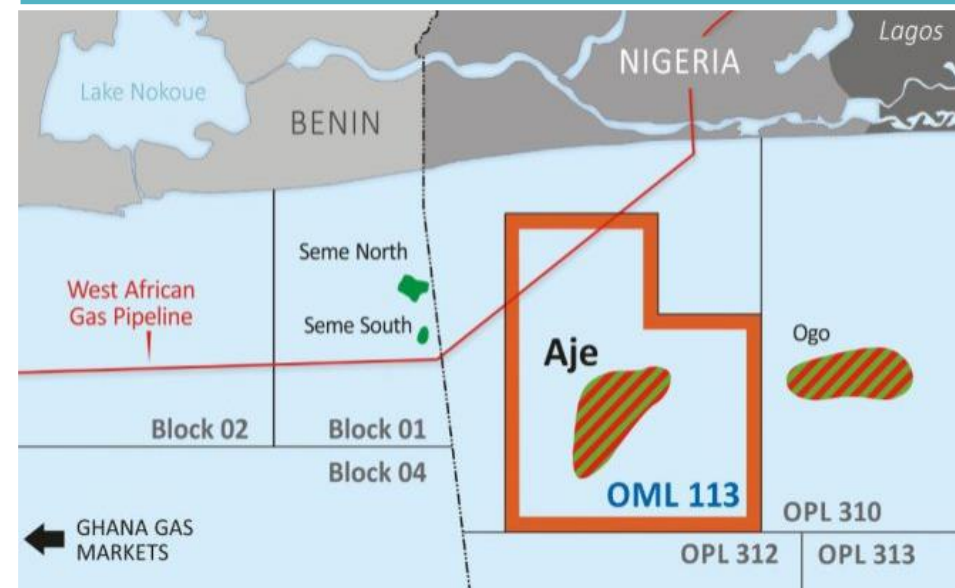 Lagos
NIGERIA
Lake Nokoue
BENIN
Seme North
West African
Gas Pipeline
Seme South
Ogo
Aje
Block 02
Block 01
Block 04
OML 113
OPL 310
GHANA GAS
MARKETS
OPL 312
OPL 313